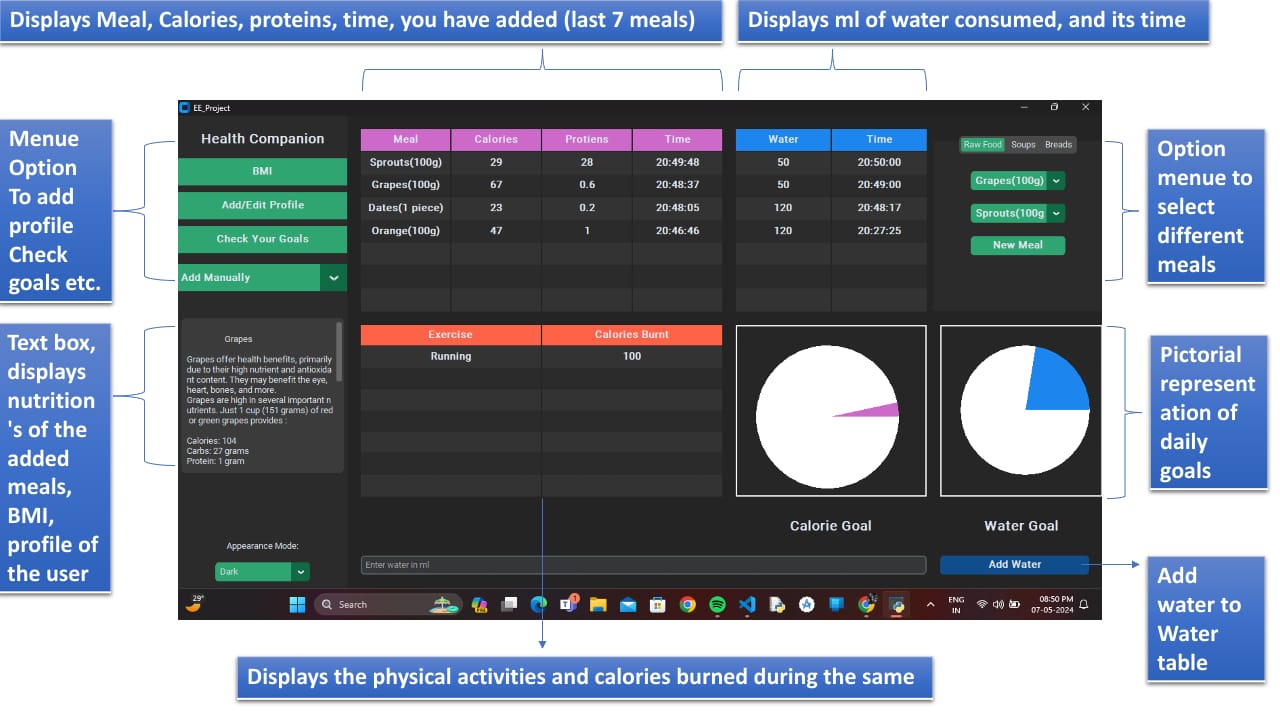 Displays Meal, Calories, proteins, time, you have added (last 7 meals)
Displays ml of water consumed, and its time
Menue
Option
To add
profile
Check
goals etc.
Text box,
displays
nutrition
's of the
added
meals,
BMI,
profile of
the user
EE_Project
Health Companion
BMI
Add/Edit Profile
Check Your Goals
Add Manually
Grapes
Grapes offer health benefits, primarily
due to their high nutrient and antioxida
nt content. They may benefit the eye,
heart, bones, and more.
Grapes are high in several important n
utrients. Just 1 cup (151 grams) of red
or green grapes provides :
Calories: 104
Carbs: 27 grams
Protein: 1 gram
Appearance Mode:
Dark
Meal Calories Protiens Time
Sprouts(100g) 29 28 20:49:48
Grapes(100g) 67 0.6 20:48:37
Dates(1 piece) 23 0.2 20:48:05
Orange(100g) 47 1 20:46:46
Water Time
50 20:50:00
50 20:49:00
120 20:48:17
120 20:27:25
Raw Food Soups Breads
Grapes(100g)
Sprouts(100g
New Meal
Exercise Calories Burnt
Running 100
Calorie Goal
Water Goal
Enter water in ml
Add Water
29°
Search
1
ENG
IN
08:50 PM
07-05-2024
Option
menue to
select
different
meals
Pictorial
represent
ation of
daily
goals
Add
water to
Water
table
Displays the physical activities and calories burned during the same